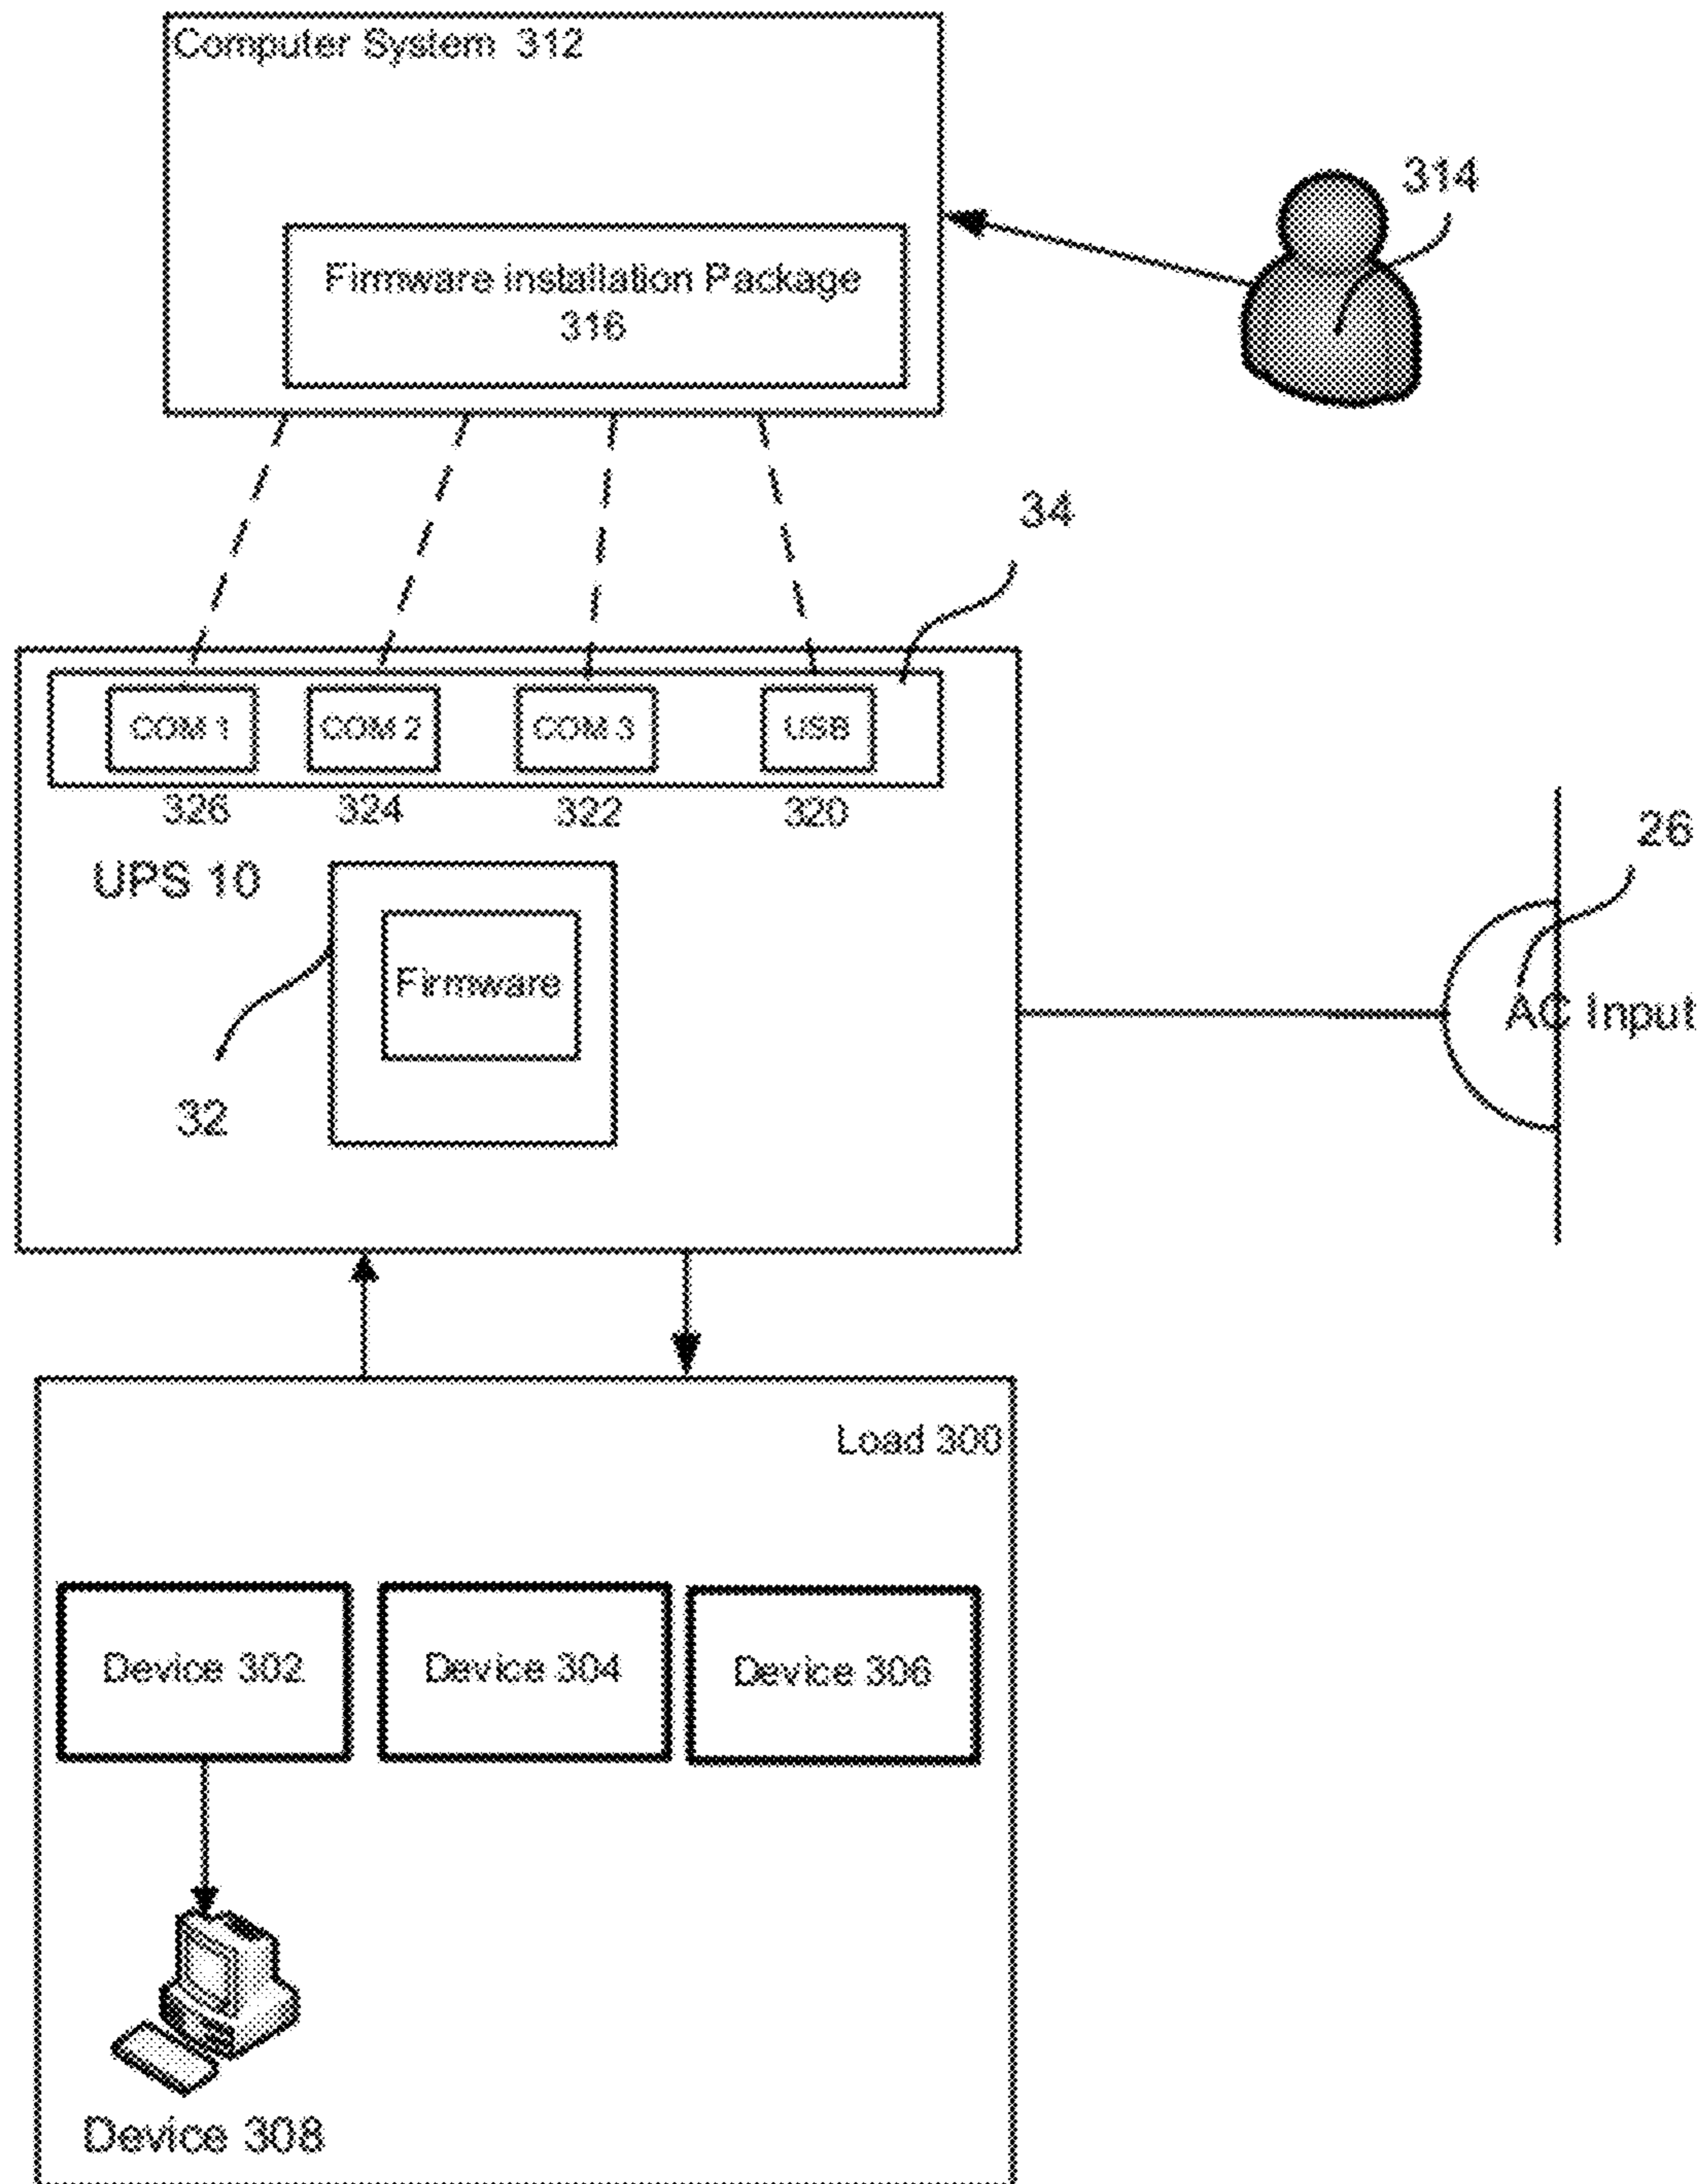 Computer System 312
314
Firmware installation Package
316
34
COM 1
COM 2
COM 3
USB
326
324
322
320
26
UPS 10
Firmware
AC Input
32
Load 300
Device 302
Device 304
Device 306
Device 308